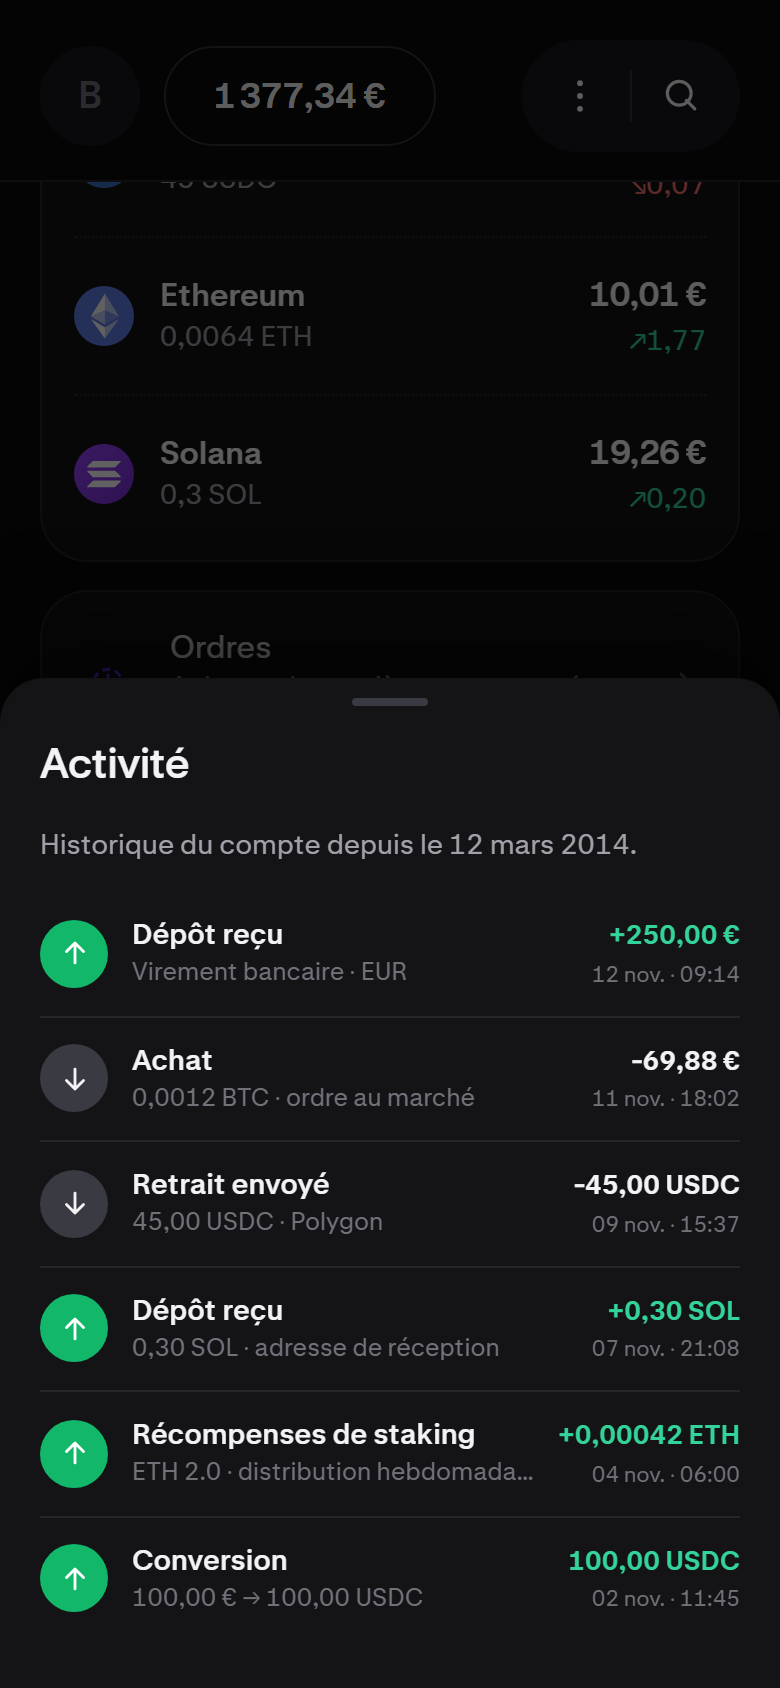 B
1 377,34 €
45 USDC
↘0,07
Ethereum
10,01 €
0,0064 ETH
↗1,77
Solana
19,26 €
0,3 SOL
↗0,20
Ordres
Activité
Historique du compte depuis le 12 mars 2014.
Dépôt reçu
+250,00 €
Virement bancaire · EUR
12 nov. · 09:14
Achat
-69,88 €
0,0012 BTC · ordre au marché
11 nov. · 18:02
Retrait envoyé
-45,00 USDC
45,00 USDC · Polygon
09 nov. · 15:37
Dépôt reçu
+0,30 SOL
0,30 SOL · adresse de réception
07 nov. · 21:08
Récompenses de staking
+0,00042 ETH
ETH 2.0 · distribution hebdomada...
04 nov. · 06:00
Conversion
100,00 USDC
100,00 € → 100,00 USDC
02 nov. · 11:45